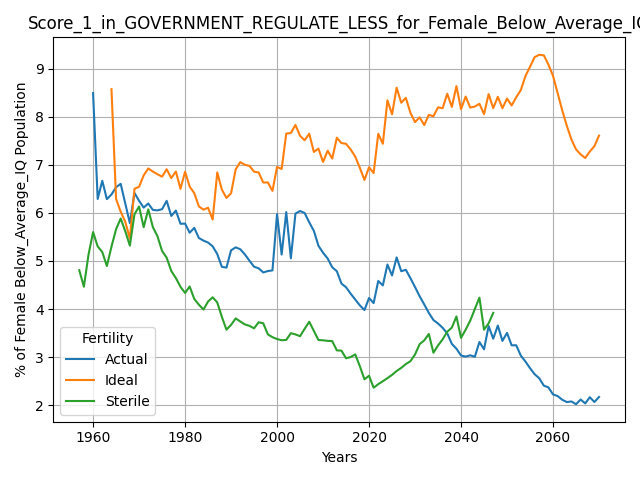 Score_1_in_GOVERNMENT_REGULATE_LESS_for_Female_Below_Average_IQ
% of Female Below_Average_IQ Population
9
8
7
6
5
4
3
2
Fertility
Actual
Ideal
Sterile
1960 1980 2000 2020 2040 2060
Years